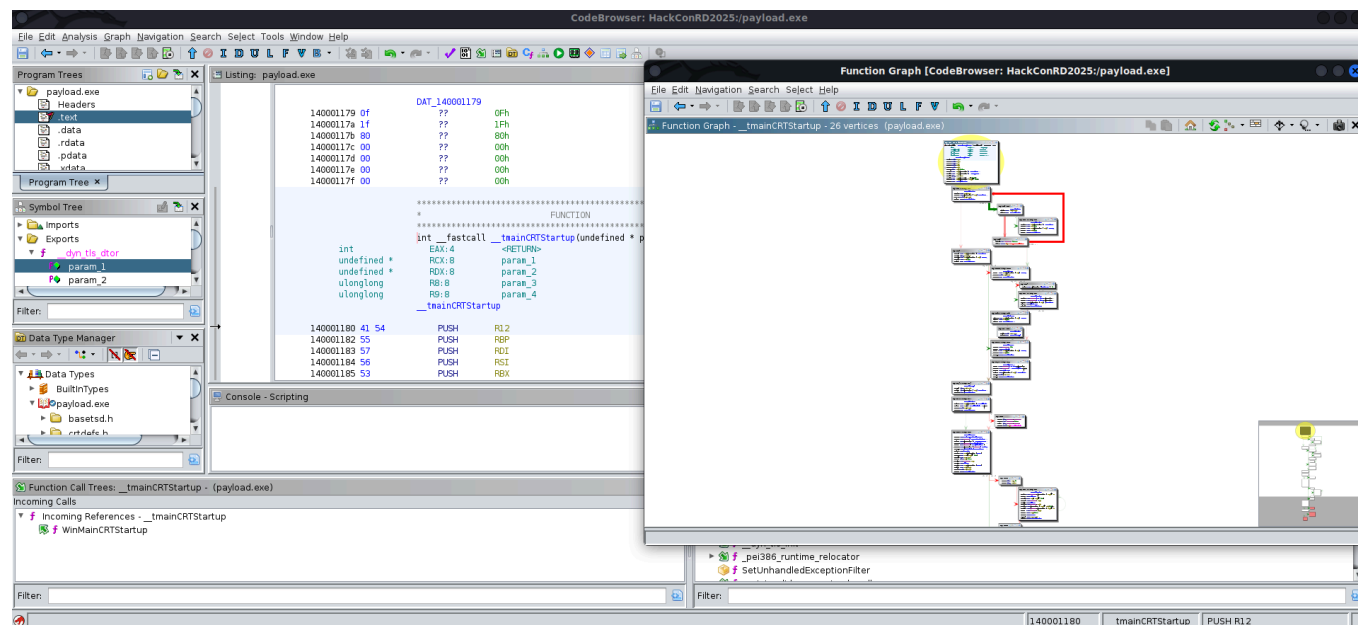 CodeBrowser: HackConRD2025:/payload.exe
File Edit Analysis Graph Navigation Search Select Tools Window Help
I D U L F V B
Program Trees
payload.exe
Headers
.text
.data
.rdata
.pdata
.xdata
Program Tree ×
Symbol Tree
Imports
Exports
f __dyn_tls_dtor
param_1
param_2
Filter:
Data Type Manager
Data Types
BuiltInTypes
payload.exe
basetsd.h
crtdefs.h
Filter:
Listing: payload.exe
DAT_140001179
140001179 0f ?? 0Fh
14000117a 1f ?? 1Fh
14000117b 80 ?? 80h
14000117c 00 ?? 00h
14000117d 00 ?? 00h
14000117e 00 ?? 00h
14000117f 00 ?? 00h
* FUNCTION
int __fastcall __tmainCRTStartup(undefined * p
int EAX:4 <RETURN>
undefined * RCX:8 param_1
undefined * RDX:8 param_2
ulonglong R8:8 param_3
ulonglong R9:8 param_4
__tmainCRTStartup
140001180 41 54 PUSH R12
140001182 55 PUSH RBP
140001183 57 PUSH RDI
140001184 56 PUSH RSI
140001185 53 PUSH RBX
Console - Scripting
Function Graph [CodeBrowser: HackConRD2025:/payload.exe]
File Edit Navigation Search Select Help
I D U L F V
Function Graph - __tmainCRTStartup - 26 vertices (payload.exe)
Function Call Trees: __tmainCRTStartup - (payload.exe)
Incoming Calls
f Incoming References - __tmainCRTStartup
f WinMainCRTStartup
f _pei386_runtime_relocator
f SetUnhandledExceptionFilter
Filter:
Filter:
140001180 tmainCRTStartup PUSH R12